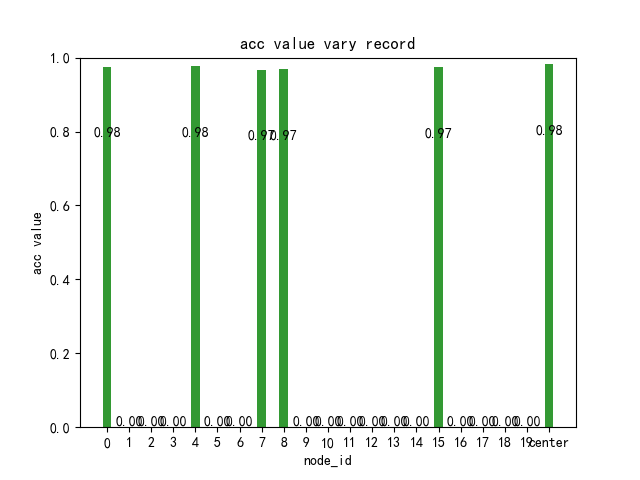 acc value vary record
acc value
1.0
0.8
0.6
0.4
0.2
0.0
0.98 0.98 0.97 0.97 0.97 0.98
0.00 0.00 0.00 0.00 0.00 0.00 0.00 0.00 0.00 0.00 0.00 0.00 0.00 0.00 0.00
0 1 2 3 4 5 6 7 8 9 10 11 12 13 14 15 16 17 18 19 center
node_id